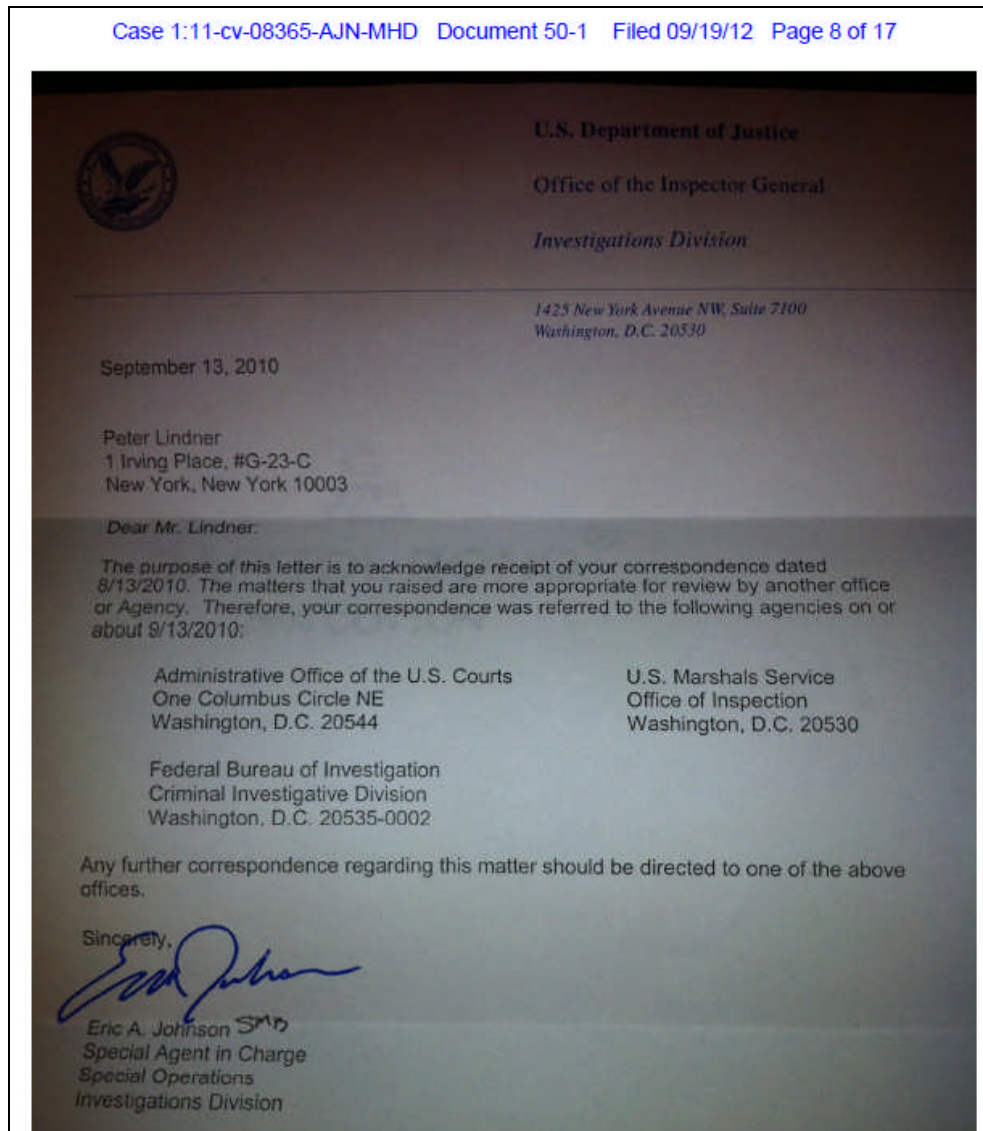 Case 1:11-cv-08365-AJN-MHD Document 50-1 Filed 09/19/12 Page 8 of 17
U.S. Department of Justice
Office of the Inspector General
Investigations Division
1425 New York Avenue NW, Suite 7100
Washington, D.C. 20530
September 13, 2010
Peter Lindner
1 Irving Place, #G-23-C
New York, New York 10003
Dear Mr. Lindner:
The purpose of this letter is to acknowledge receipt of your correspondence dated
8/13/2010. The matters that you raised are more appropriate for review by another office
or Agency. Therefore, your correspondence was referred to the following agencies on or
about 9/13/2010:
Administrative Office of the U.S. Courts
One Columbus Circle NE
Washington, D.C. 20544
U.S. Marshals Service
Office of Inspection
Washington, D.C. 20530
Federal Bureau of Investigation
Criminal Investigative Division
Washington, D.C. 20535-0002
Any further correspondence regarding this matter should be directed to one of the above
offices.
Sincerely,
Eric A. Johnson SMB
Special Agent in Charge
Special Operations
Investigations Division